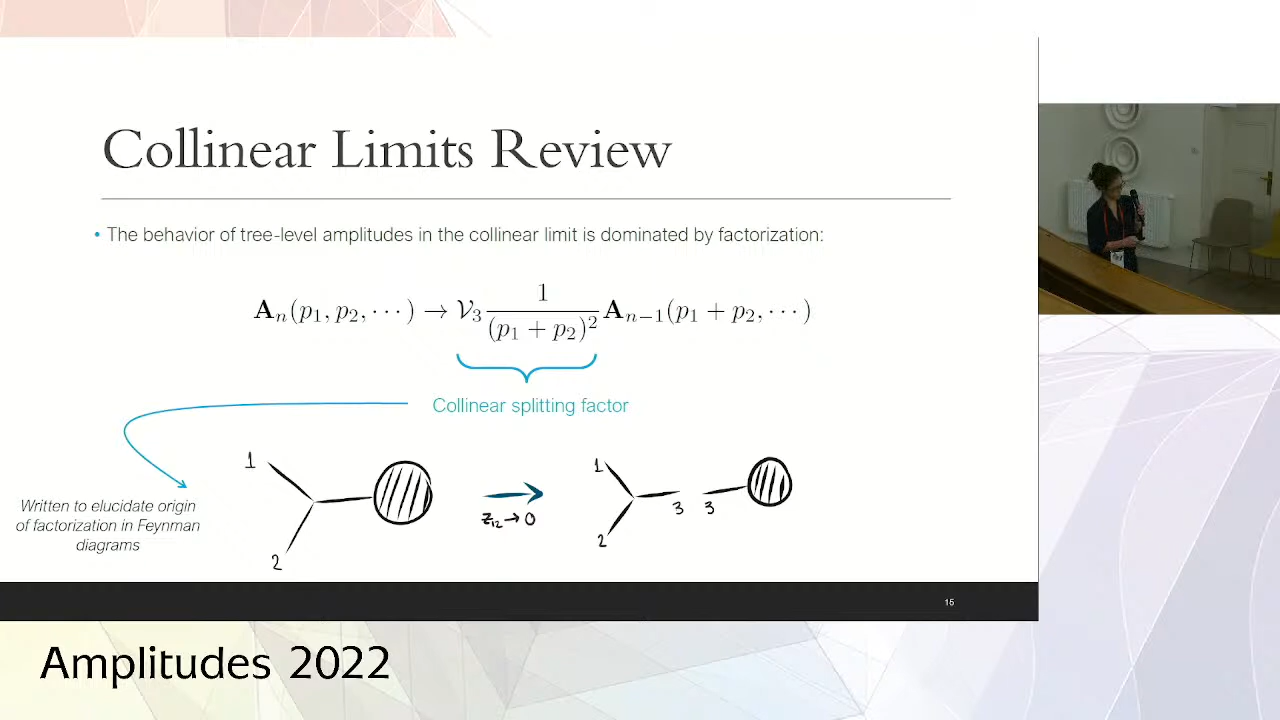 Collinear Limits Review
• The behavior of tree-level amplitudes in the collinear limit is dominated by factorization:
A_n(p_1, p_2, ⋯) → 𝒱_3 1/(p_1 + p_2)^2 A_{n−1}(p_1 + p_2, ⋯)
Collinear splitting factor
Written to elucidate origin
of factorization in Feynman
diagrams
1
2
z_12 → 0
1
2
3 3
15
Amplitudes 2022